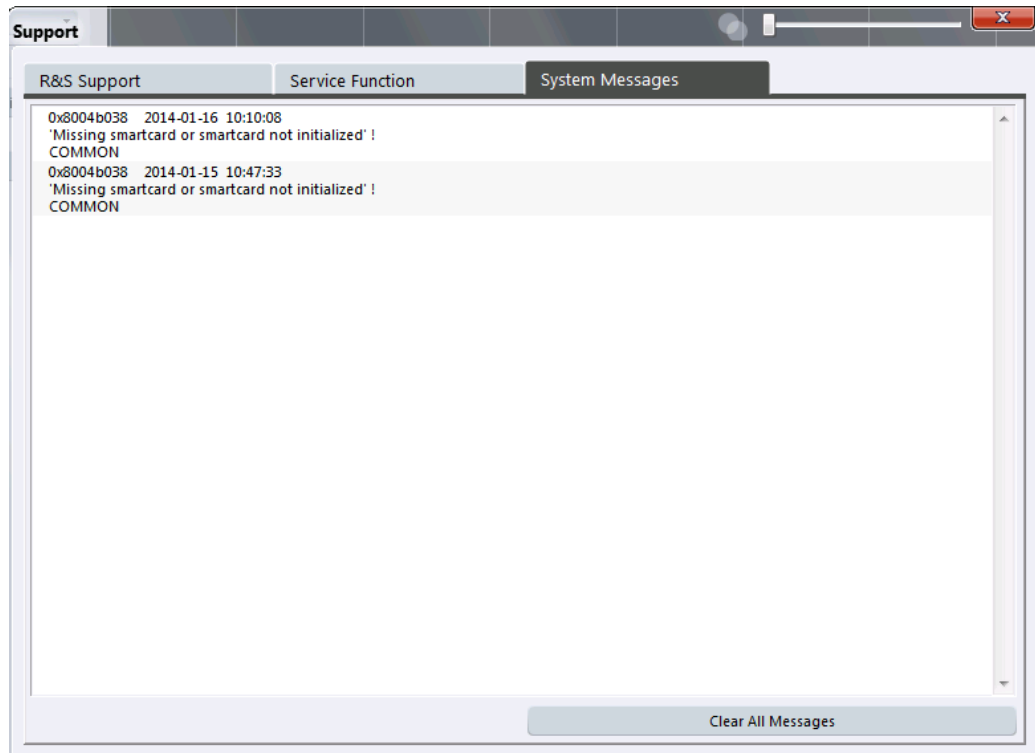 Support
R&S Support
Service Function
System Messages
0x8004b038 2014-01-16 10:10:08
'Missing smartcard or smartcard not initialized' !
COMMON
0x8004b038 2014-01-15 10:47:33
'Missing smartcard or smartcard not initialized' !
COMMON
Clear All Messages